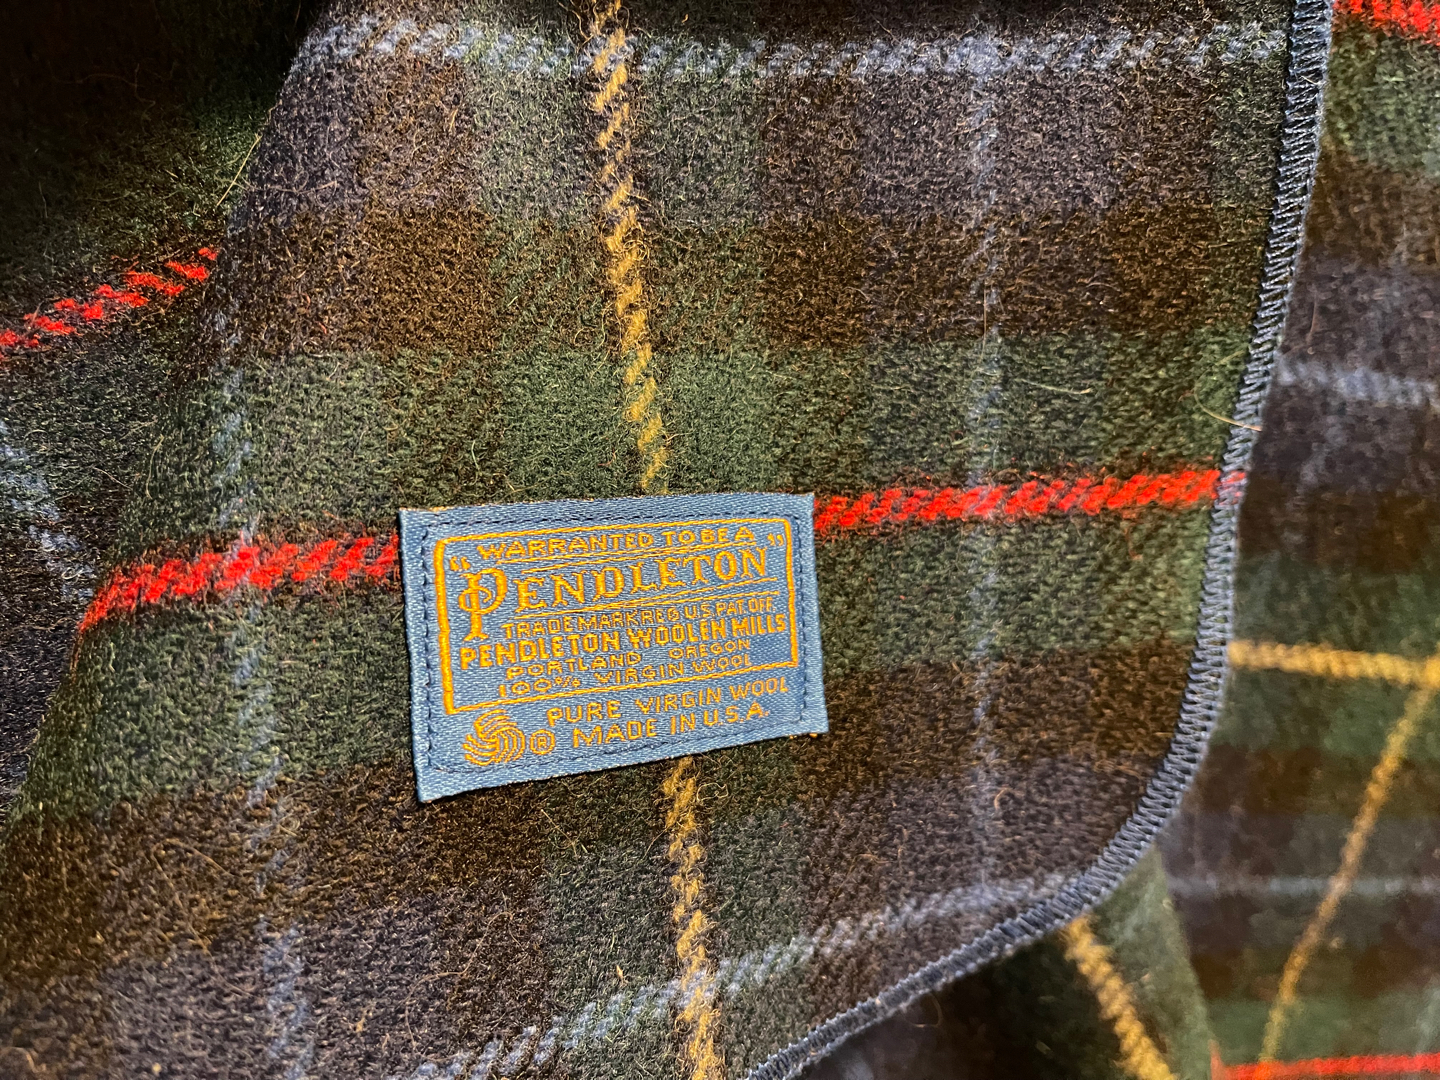 "WARRANTED TO BE A
PENDLETON"
TRADEMARK REG. U.S. PAT. OFF.
PENDLETON WOOLEN MILLS
PORTLAND OREGON
100% VIRGIN WOOL
PURE VIRGIN WOOL
® MADE IN U.S.A.